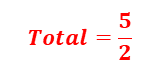 Total = 5/2